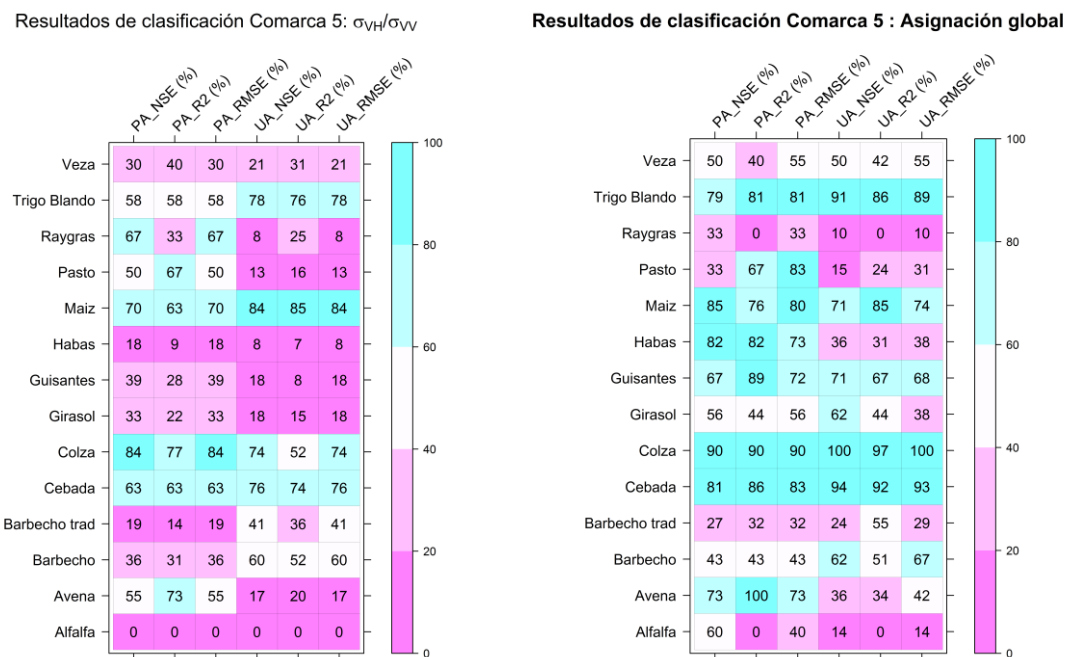 Resultados de clasificación Comarca 5: σVH/σVV
PA_NSE (%) PA_R2 (%) PA_RMSE (%) UA_NSE (%) UA_R2 (%) UA_RMSE (%)
Veza 30 40 30 21 31 21
Trigo Blando 58 58 58 78 76 78
Raygras 67 33 67 8 25 8
Pasto 50 67 50 13 16 13
Maiz 70 63 70 84 85 84
Habas 18 9 18 8 7 8
Guisantes 39 28 39 18 8 18
Girasol 33 22 33 18 15 18
Colza 84 77 84 74 52 74
Cebada 63 63 63 76 74 76
Barbecho trad 19 14 19 41 36 41
Barbecho 36 31 36 60 52 60
Avena 55 73 55 17 20 17
Alfalfa 0 0 0 0 0 0
100
80
60
40
20
0
Resultados de clasificación Comarca 5 : Asignación global
PA_NSE (%) PA_R2 (%) PA_RMSE (%) UA_NSE (%) UA_R2 (%) UA_RMSE (%)
Veza 50 40 55 50 42 55
Trigo Blando 79 81 81 91 86 89
Raygras 33 0 33 10 0 10
Pasto 33 67 83 15 24 31
Maiz 85 76 80 71 85 74
Habas 82 82 73 36 31 38
Guisantes 67 89 72 71 67 68
Girasol 56 44 56 62 44 38
Colza 90 90 90 100 97 100
Cebada 81 86 83 94 92 93
Barbecho trad 27 32 32 24 55 29
Barbecho 43 43 43 62 51 67
Avena 73 100 73 36 34 42
Alfalfa 60 0 40 14 0 14
100
80
60
40
20
0